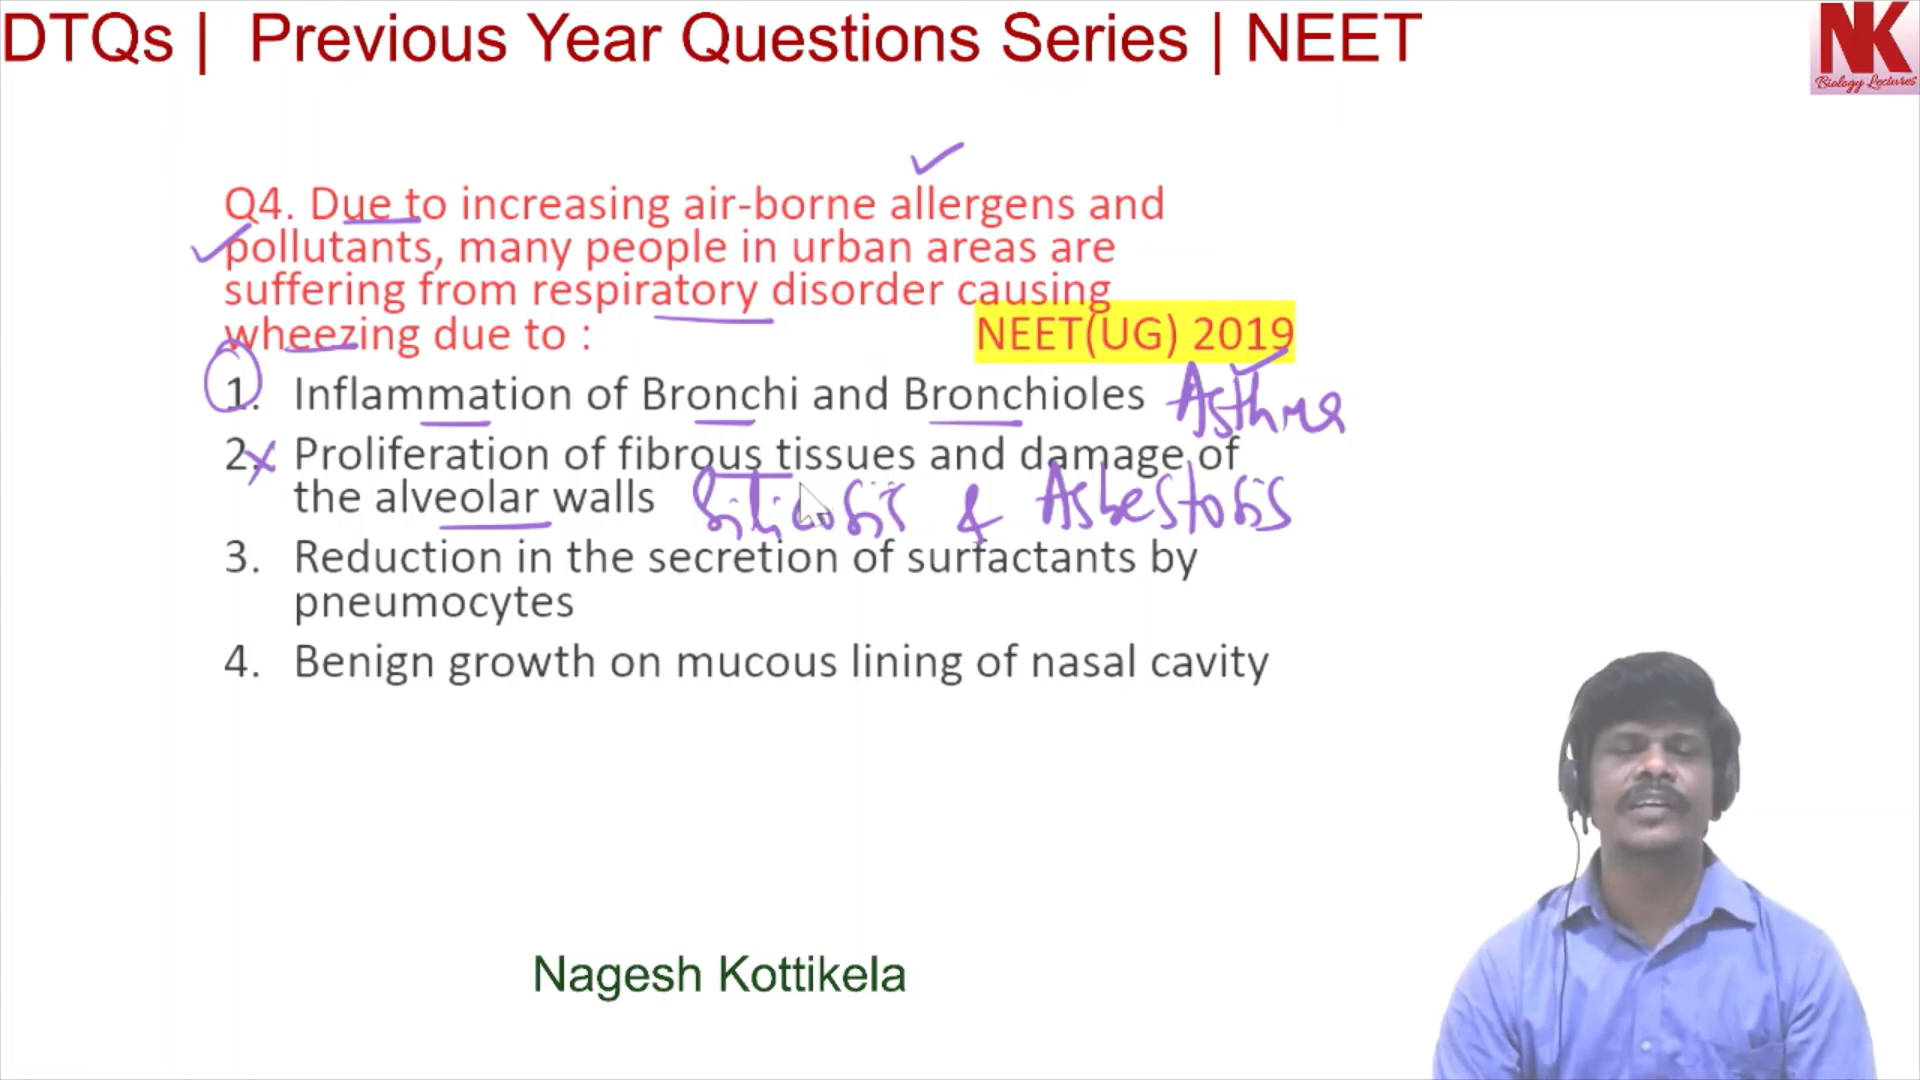 DTQs | Previous Year Questions Series | NEET
NK
Biology Lectures
Q4. Due to increasing air-borne allergens and
pollutants, many people in urban areas are
suffering from respiratory disorder causing
wheezing due to :
NEET(UG) 2019
1. Inflammation of Bronchi and Bronchioles Asthma
2. Proliferation of fibrous tissues and damage of
the alveolar walls Silicosis & Asbestosis
3. Reduction in the secretion of surfactants by
pneumocytes
4. Benign growth on mucous lining of nasal cavity
Nagesh Kottikela